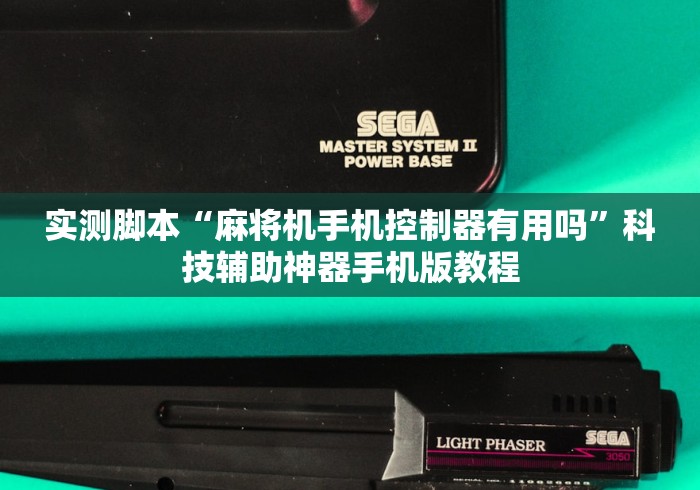 SEGA
MASTER SYSTEM II
POWER BASE
实测脚本“麻将机手机控制器有用吗”科
技辅助神器手机版教程
LIGHT PHASER
SEGA
3050